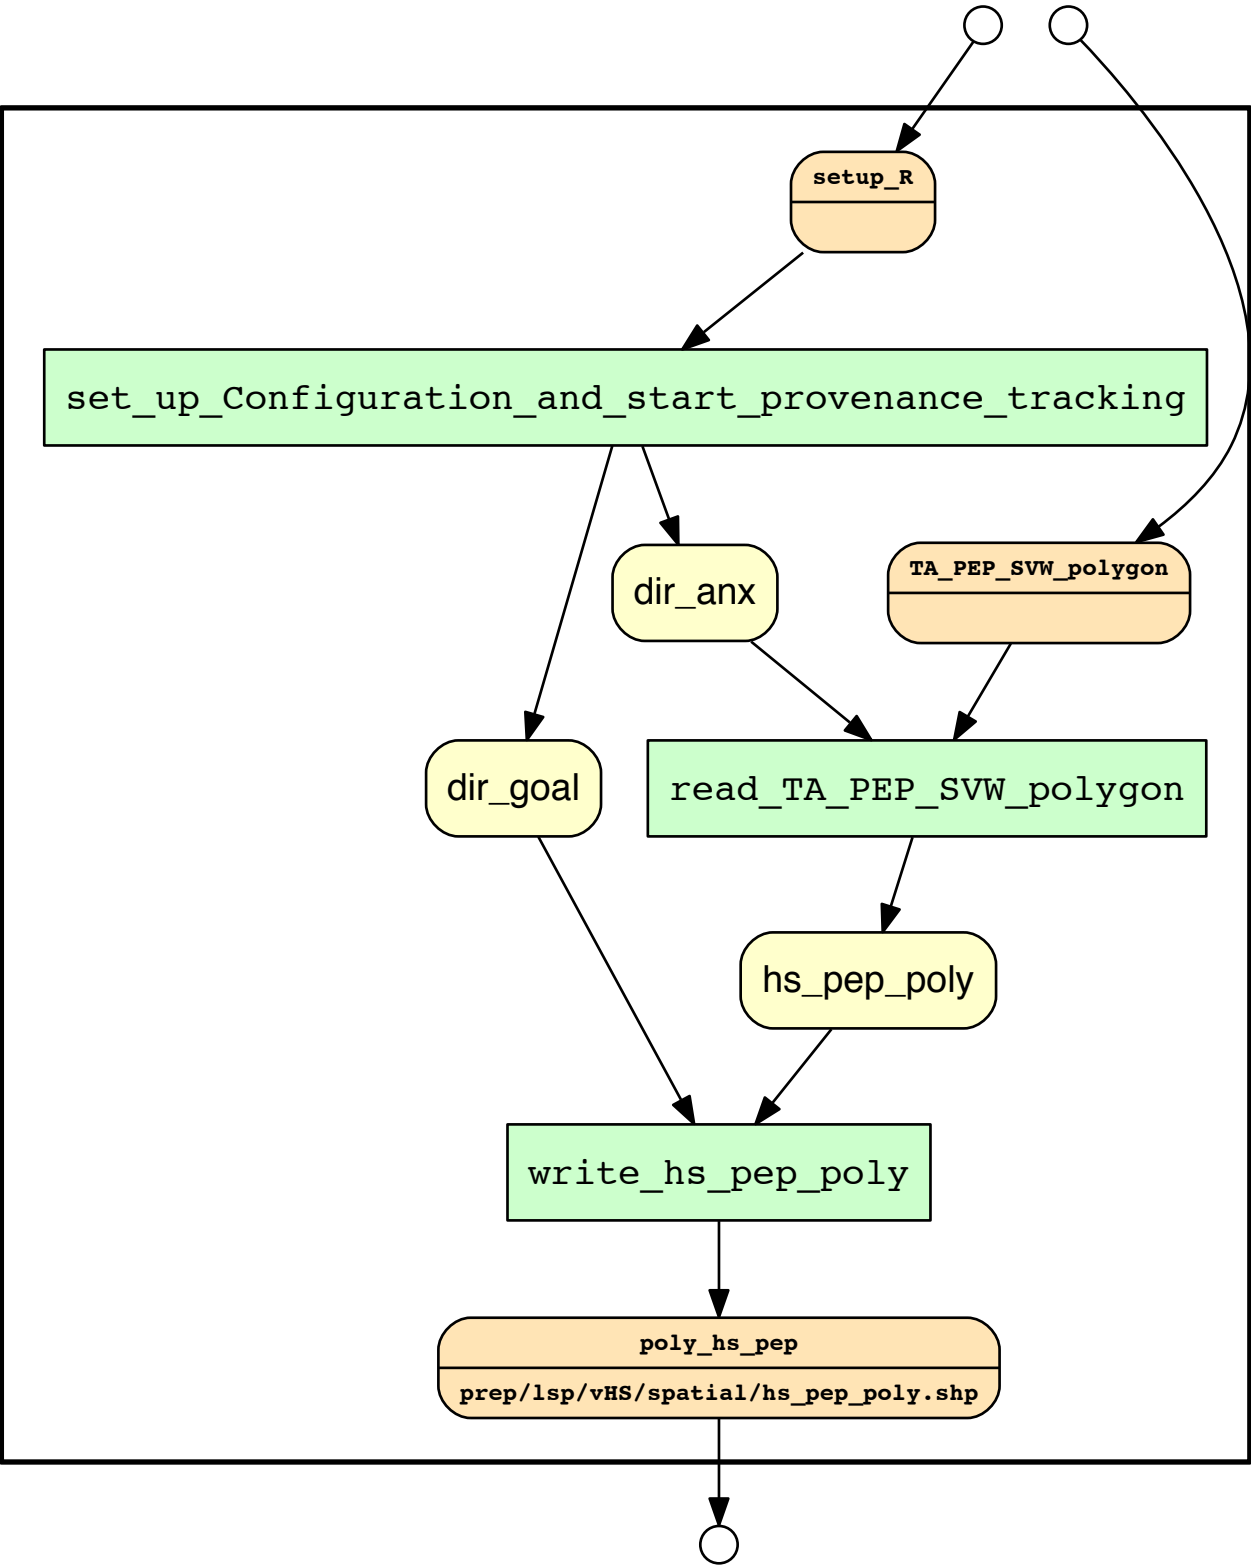 setup_R
set_up_Configuration_and_start_provenance_tracking
dir_anx
TA_PEP_SVW_polygon
dir_goal
read_TA_PEP_SVW_polygon
hs_pep_poly
write_hs_pep_poly
poly_hs_pep
prep/lsp/vHS/spatial/hs_pep_poly.shp